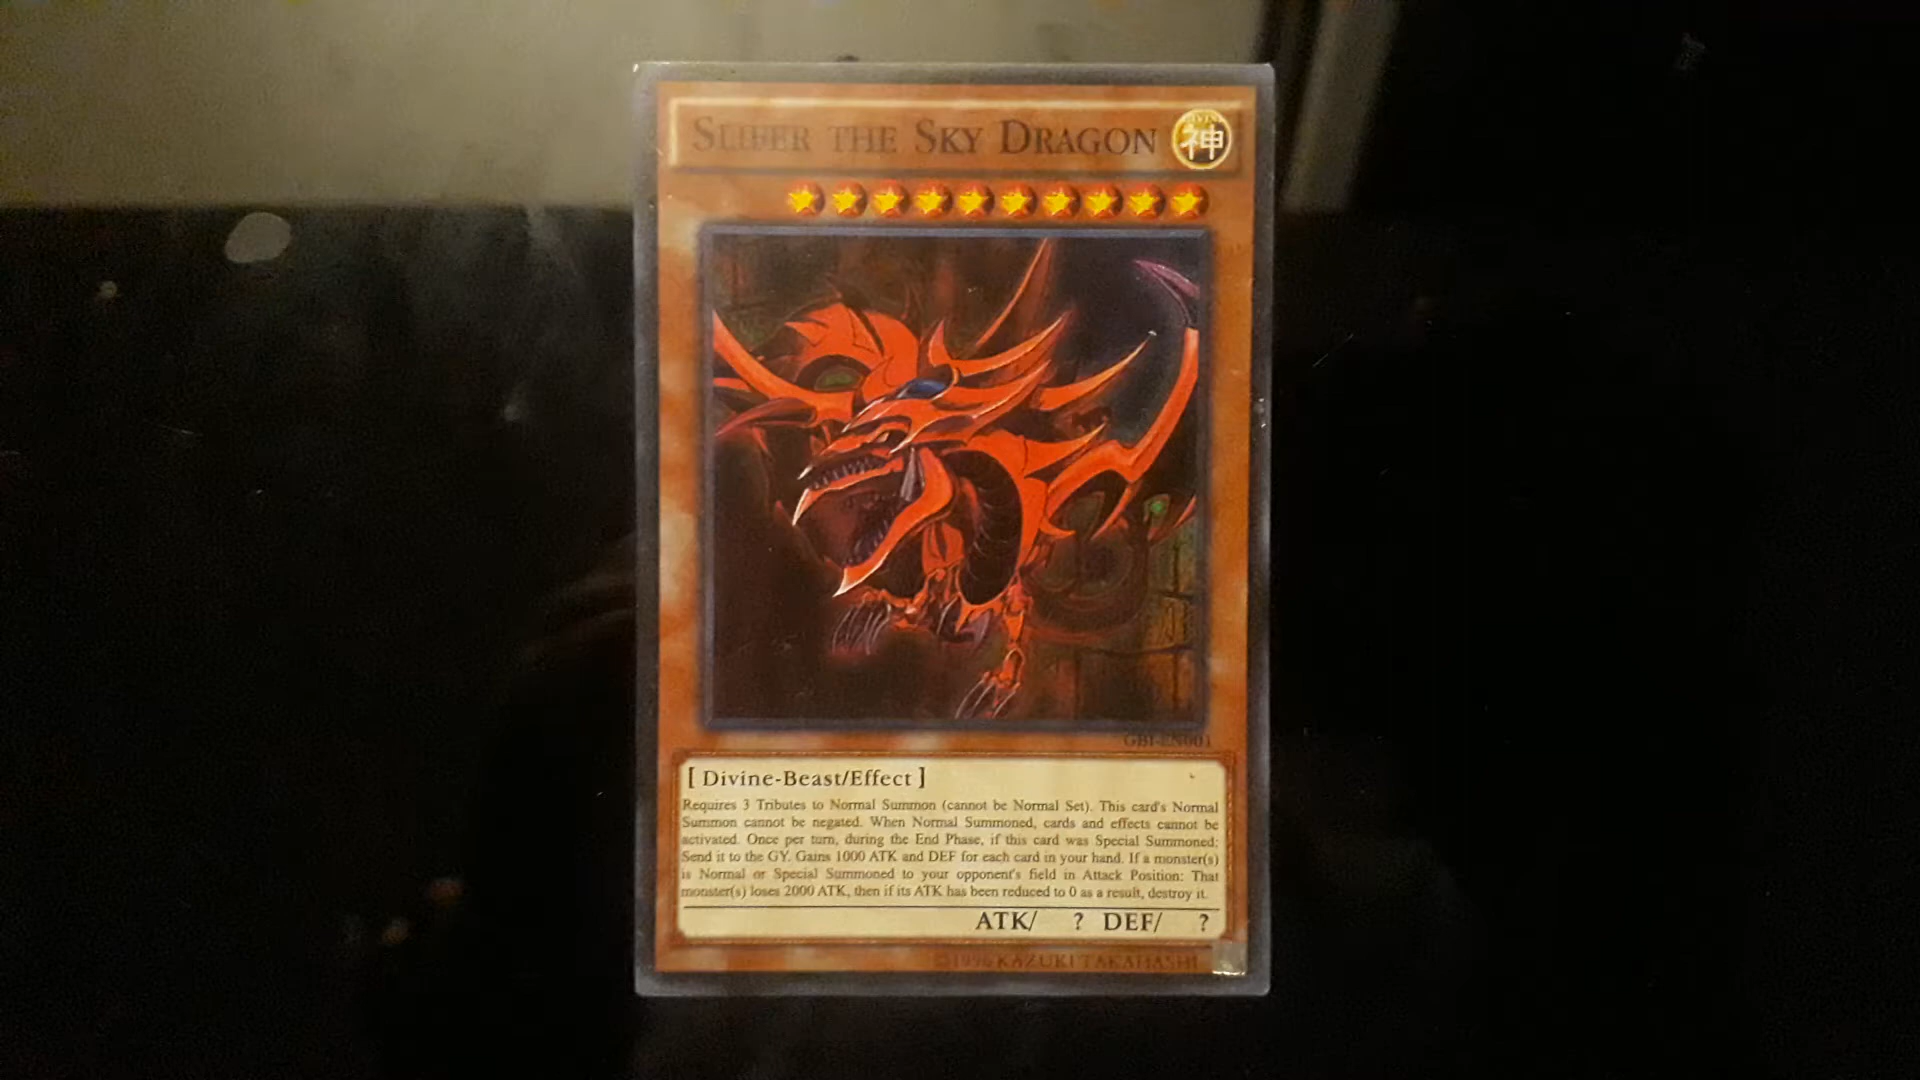 SLIFER THE SKY DRAGON
DIVINE
神
GBI-EN001
[ Divine-Beast/Effect ]
Requires 3 Tributes to Normal Summon (cannot be Normal Set). This card's Normal
Summon cannot be negated. When Normal Summoned, cards and effects cannot be
activated. Once per turn, during the End Phase, if this card was Special Summoned:
Send it to the GY. Gains 1000 ATK and DEF for each card in your hand. If a monster(s)
is Normal or Special Summoned to your opponent's field in Attack Position: That
monster(s) loses 2000 ATK, then if its ATK has been reduced to 0 as a result, destroy it.
ATK/ ? DEF/ ?
©1996 KAZUKI TAKAHASHI